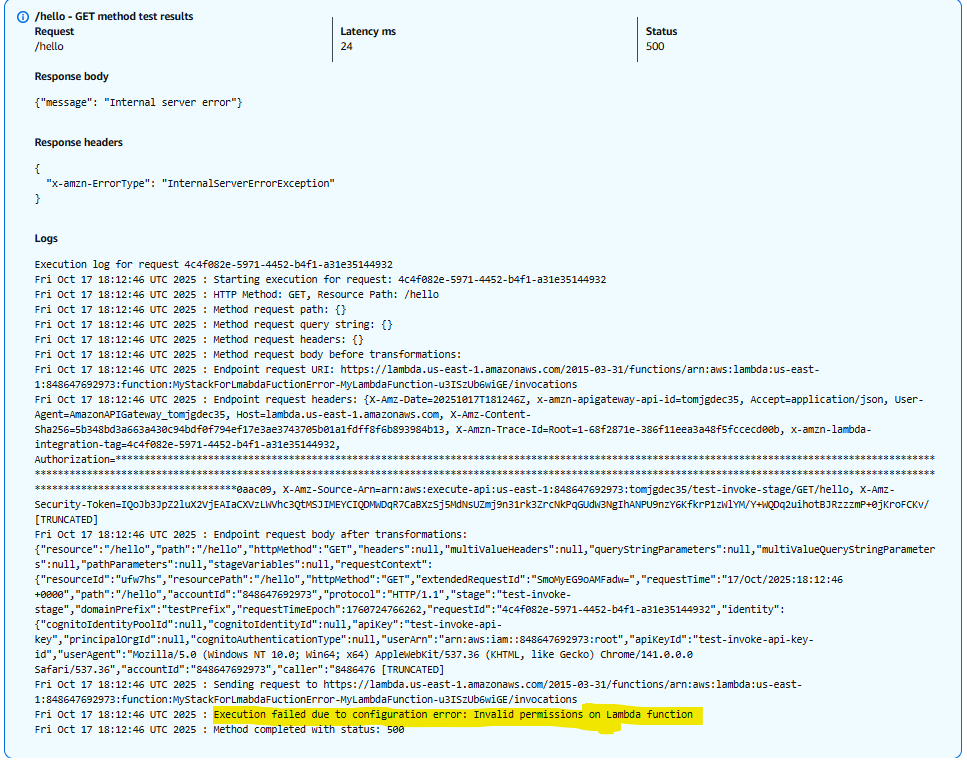 /hello - GET method test results
Request
/hello
Latency ms
24
Status
500
Response body
{"message": "Internal server error"}
Response headers
{
"x-amzn-ErrorType": "InternalServerErrorException"
}
Logs
Execution log for request 4c4f082e-5971-4452-b4f1-a31e35144932
Fri Oct 17 18:12:46 UTC 2025 : Starting execution for request: 4c4f082e-5971-4452-b4f1-a31e35144932
Fri Oct 17 18:12:46 UTC 2025 : HTTP Method: GET, Resource Path: /hello
Fri Oct 17 18:12:46 UTC 2025 : Method request path: {}
Fri Oct 17 18:12:46 UTC 2025 : Method request query string: {}
Fri Oct 17 18:12:46 UTC 2025 : Method request headers: {}
Fri Oct 17 18:12:46 UTC 2025 : Method request body before transformations:
Fri Oct 17 18:12:46 UTC 2025 : Endpoint request URI: https://lambda.us-east-1.amazonaws.com/2015-03-31/functions/arn:aws:lambda:us-east-
1:848647692973:function:MyStackForLmabdaFuctionError-MyLambdaFunction-u3ISzUb6wiGE/invocations
Fri Oct 17 18:12:46 UTC 2025 : Endpoint request headers: {X-Amz-Date=20251017T181246Z, x-amzn-apigateway-api-id=tomjgdec35, Accept=application/json, User-
Agent=AmazonAPIGateway_tomjgdec35, Host=lambda.us-east-1.amazonaws.com, X-Amz-Content-
Sha256=5b348bd3a663a430c94bdf0f794ef17e3ae3743705b01a1fdff8f6b893984b13, X-Amzn-Trace-Id=Root=1-68f2871e-386f11eea3a48f5fccecd00b, x-amzn-lambda-
integration-tag=4c4f082e-5971-4452-b4f1-a31e35144932,
Authorization=**********************************************************************************************************************************
*********************************************************************************************************************************************************
***********************************0aac09, X-Amz-Source-Arn=arn:aws:execute-api:us-east-1:848647692973:tomjgdec35/test-invoke-stage/GET/hello, X-Amz-
Security-Token=IQoJb3JpZ2luX2VjEAIaCXVzLWVhc3QtMSJIMEYCIQDMWDqR7CaBXzSj5MdNsUZmj9n31rk3ZrcNkPqGUdW3NgIhANPU9nzY6KfkrP1zWlYM/Y+WQDq2uihotBJRzzzmP+0jKroFCKv/
[TRUNCATED]
Fri Oct 17 18:12:46 UTC 2025 : Endpoint request body after transformations:
{"resource":"/hello","path":"/hello","httpMethod":"GET","headers":null,"multiValueHeaders":null,"queryStringParameters":null,"multiValueQueryStringParameter
s":null,"pathParameters":null,"stageVariables":null,"requestContext":
{"resourceId":"ufw7hs","resourcePath":"/hello","httpMethod":"GET","extendedRequestId":"SmoMyEG9oAMFadw=","requestTime":"17/Oct/2025:18:12:46
+0000","path":"/hello","accountId":"848647692973","protocol":"HTTP/1.1","stage":"test-invoke-
stage","domainPrefix":"testPrefix","requestTimeEpoch":1760724766262,"requestId":"4c4f082e-5971-4452-b4f1-a31e35144932","identity":
{"cognitoIdentityPoolId":null,"cognitoIdentityId":null,"apiKey":"test-invoke-api-
key","principalOrgId":null,"cognitoAuthenticationType":null,"userArn":"arn:aws:iam::848647692973:root","apiKeyId":"test-invoke-api-key-
id","userAgent":"Mozilla/5.0 (Windows NT 10.0; Win64; x64) AppleWebKit/537.36 (KHTML, like Gecko) Chrome/141.0.0.0
Safari/537.36","accountId":"848647692973","caller":"8486476 [TRUNCATED]
Fri Oct 17 18:12:46 UTC 2025 : Sending request to https://lambda.us-east-1.amazonaws.com/2015-03-31/functions/arn:aws:lambda:us-east-
1:848647692973:function:MyStackForLmabdaFuctionError-MyLambdaFunction-u3ISzUb6wiGE/invocations
Fri Oct 17 18:12:46 UTC 2025 : Execution failed due to configuration error: Invalid permissions on Lambda function
Fri Oct 17 18:12:46 UTC 2025 : Method completed with status: 500